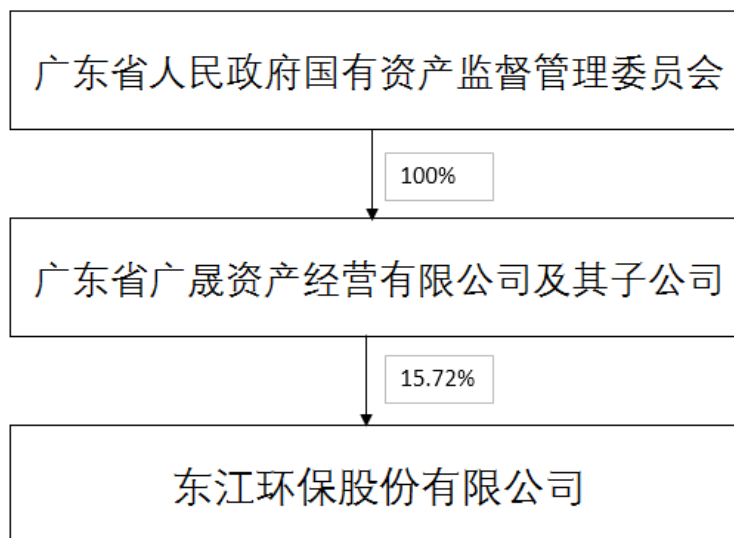 广东省人民政府国有资产监督管理委员会
100%
广东省广晟资产经营有限公司及其子公司
15.72%
东江环保股份有限公司